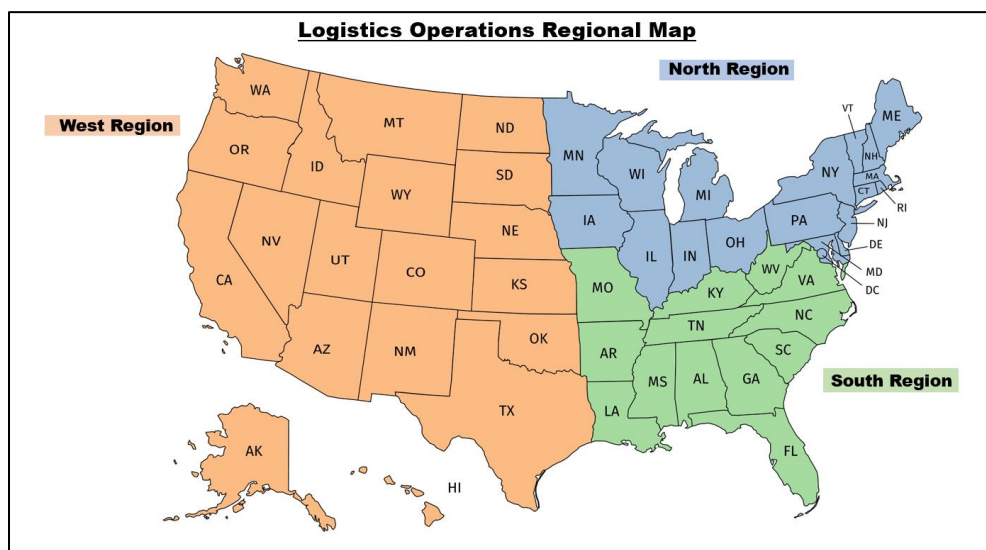 Logistics Operations Regional Map
North Region
West Region
South Region
WA
OR
CA
NV
ID
MT
WY
UT
CO
AZ
NM
ND
SD
NE
KS
OK
TX
AK
HI
MN
IA
WI
IL
MI
IN
OH
PA
NY
VT
NH
ME
MA
CT
RI
NJ
DE
MD
DC
MO
AR
LA
KY
TN
MS
AL
GA
FL
SC
NC
VA
WV